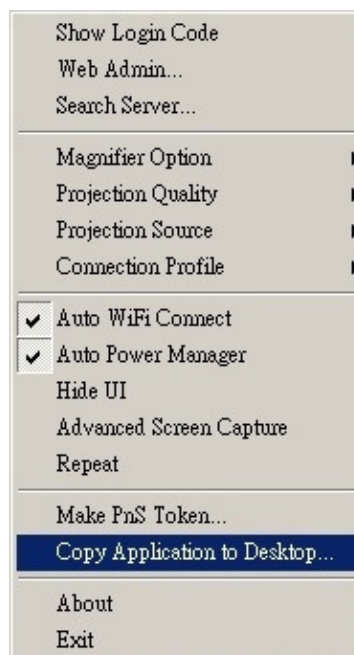 Show Login Code
Web Admin...
Search Server...
Magnifier Option
Projection Quality
Projection Source
Connection Profile
Auto WiFi Connect
Auto Power Manager
Hide UI
Advanced Screen Capture
Repeat
Make PnS Token...
Copy Application to Desktop...
About
Exit